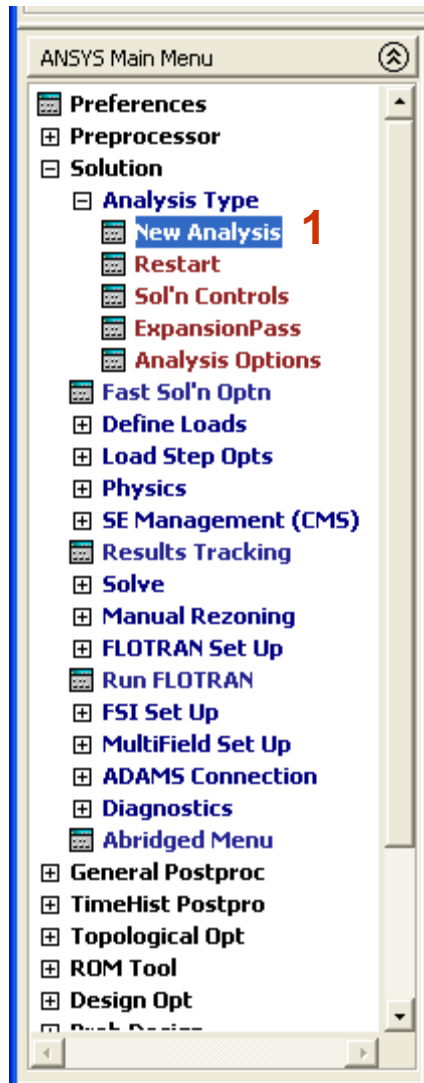 ANSYS Main Menu
Preferences
Preprocessor
Solution
Analysis Type
New Analysis 1
Restart
Sol'n Controls
ExpansionPass
Analysis Options
Fast Sol'n Optn
Define Loads
Load Step Opts
Physics
SE Management (CMS)
Results Tracking
Solve
Manual Rezoning
FLOTRAN Set Up
Run FLOTRAN
FSI Set Up
MultiField Set Up
ADAMS Connection
Diagnostics
Abridged Menu
General Postproc
TimeHist Postpro
Topological Opt
ROM Tool
Design Opt